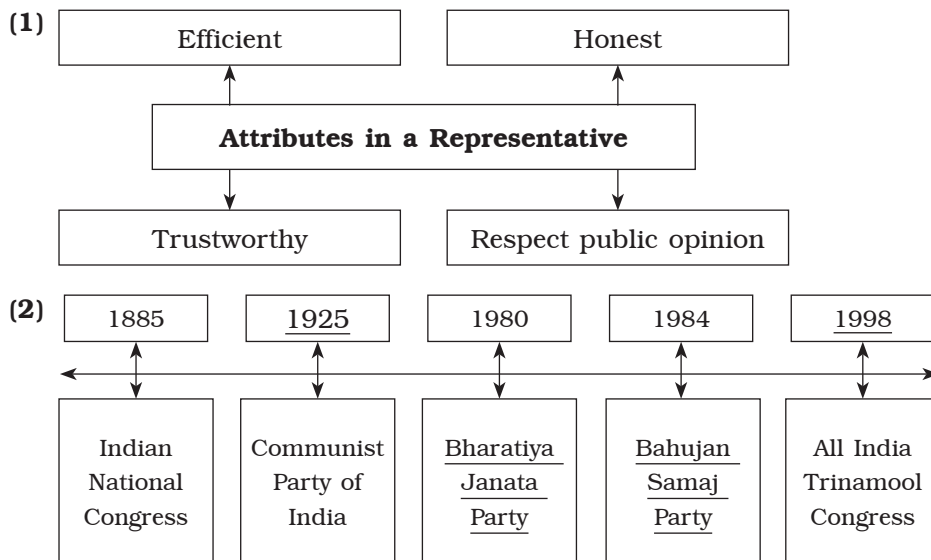 (1)
Efficient
Honest
Attributes in a Representative
Trustworthy
Respect public opinion
(2)
1885
1925
1980
1984
1998
Indian
National
Congress
Communist
Party of
India
Bharatiya
Janata
Party
Bahujan
Samaj
Party
All India
Trinamool
Congress